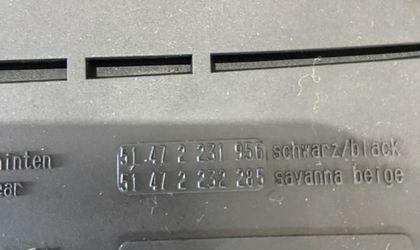 hinten 51 47 2 231 956 schwarz/black
ear 51 47 2 232 285 savanna beige